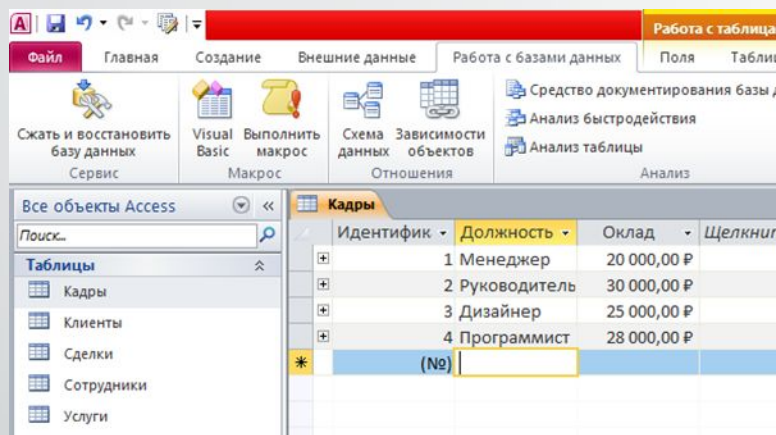 Работа с таблица
Файл Главная Создание Внешние данные Работа с базами данных Поля Табли
Сжать и восстановить базу данных
Visual Basic
Выполнить макрос
Схема данных
Зависимости объектов
Средство документирования базы д
Анализ быстродействия
Анализ таблицы
Сервис Макрос Отношения Анализ
Все объекты Access
Поиск...
Таблицы
Кадры
Клиенты
Сделки
Сотрудники
Услуги
Кадры
Идентифик Должность Оклад Щелкнит
1 Менеджер 20 000,00 ₽
2 Руководитель 30 000,00 ₽
3 Дизайнер 25 000,00 ₽
4 Программист 28 000,00 ₽
(№)